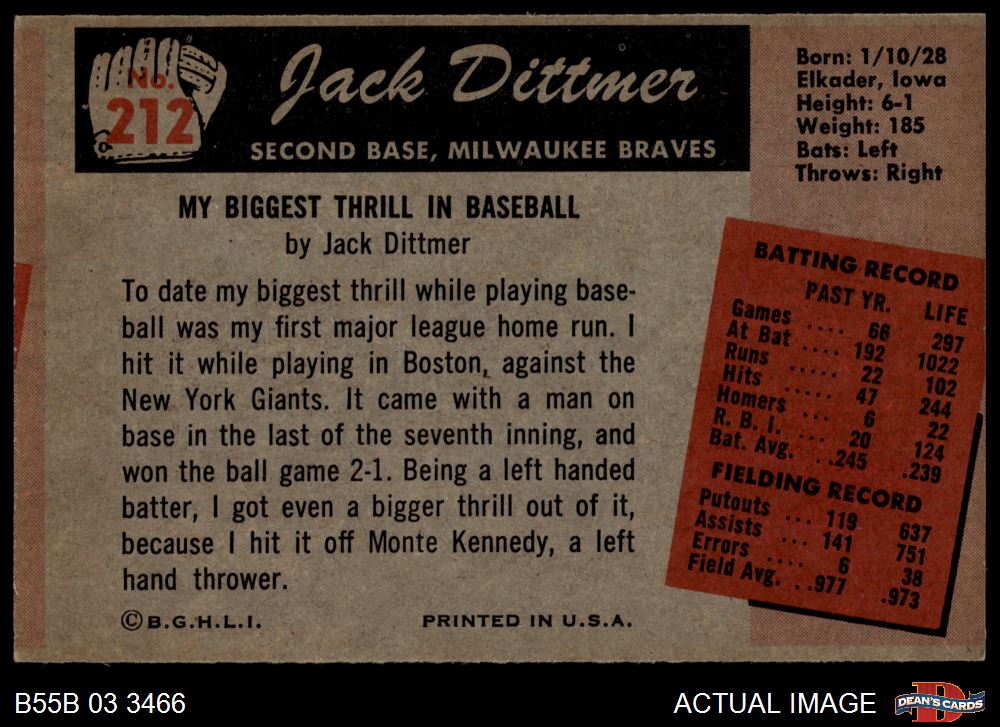 No.
212
Jack Dittmer
SECOND BASE, MILWAUKEE BRAVES
Born: 1/10/28
Elkader, Iowa
Height: 6-1
Weight: 185
Bats: Left
Throws: Right
MY BIGGEST THRILL IN BASEBALL
by Jack Dittmer
To date my biggest thrill while playing base-
ball was my first major league home run. I
hit it while playing in Boston, against the
New York Giants. It came with a man on
base in the last of the seventh inning, and
won the ball game 2-1. Being a left handed
batter, I got even a bigger thrill out of it,
because I hit it off Monte Kennedy, a left
hand thrower.
© B.G.H.L.I. PRINTED IN U.S.A.
BATTING RECORD
PAST YR. LIFE
Games .... 66 297
At Bat .... 192 1022
Runs ..... 22 102
Hits ..... 47 244
Homers ... 6 22
R. B. I. ... 20 124
Bat. Avg. ..245 .239
FIELDING RECORD
Putouts ... 119 637
Assists ... 141 751
Errors .... 6 38
Field Avg. ..977 .973
B55B 03 3466 ACTUAL IMAGE DEAN'S CARDS